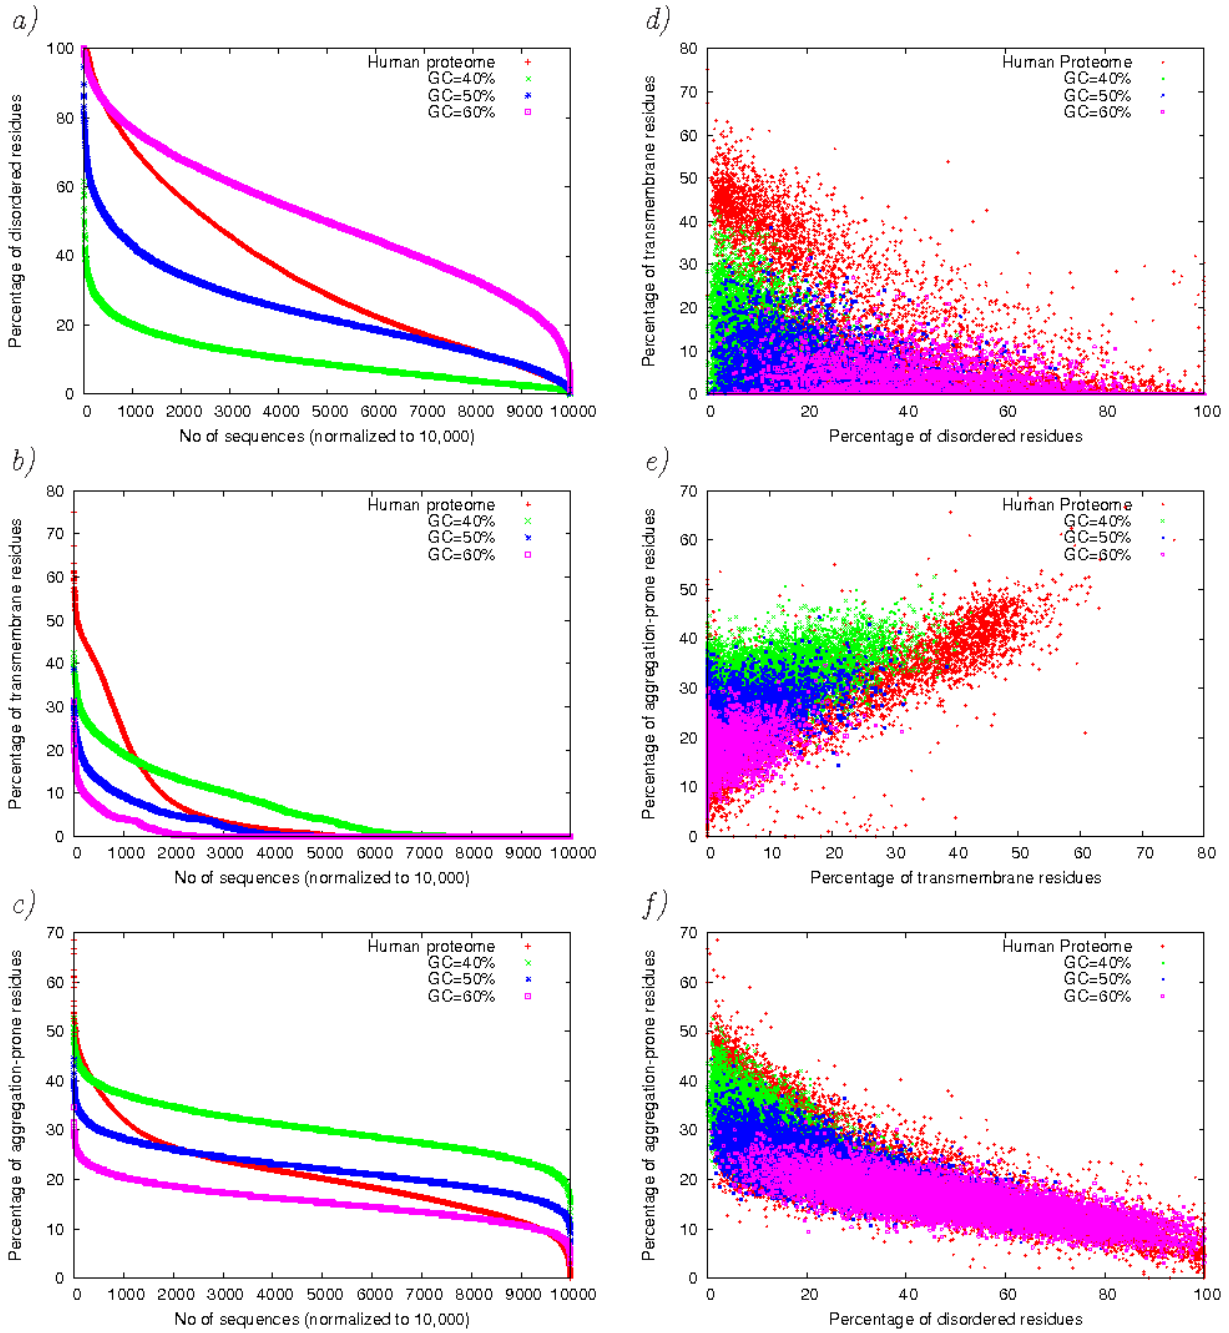 a)
Percentage of disordered residues
100
80
60
40
20
0
Human proteome
GC=40%
GC=50%
GC=60%
0 1000 2000 3000 4000 5000 6000 7000 8000 9000 10000
No of sequences (normalized to 10,000)
d)
Percentage of transmembrane residues
80
70
60
50
40
30
20
10
0
Human Proteome
GC=40%
GC=50%
GC=60%
0 20 40 60 80 100
Percentage of disordered residues
b)
Percentage of transmembrane residues
80
70
60
50
40
30
20
10
0
Human proteome
GC=40%
GC=50%
GC=60%
0 1000 2000 3000 4000 5000 6000 7000 8000 9000 10000
No of sequences (normalized to 10,000)
e)
Percentage of aggregation-prone residues
70
60
50
40
30
20
10
0
Human Proteome
GC=40%
GC=50%
GC=60%
0 10 20 30 40 50 60 70 80
Percentage of transmembrane residues
c)
Percentage of aggregation-prone residues
70
60
50
40
30
20
10
0
Human proteome
GC=40%
GC=50%
GC=60%
0 1000 2000 3000 4000 5000 6000 7000 8000 9000 10000
No of sequences (normalized to 10,000)
f)
Percentage of aggregation-prone residues
70
60
50
40
30
20
10
0
Human Proteome
GC=40%
GC=50%
GC=60%
0 20 40 60 80 100
Percentage of disordered residues